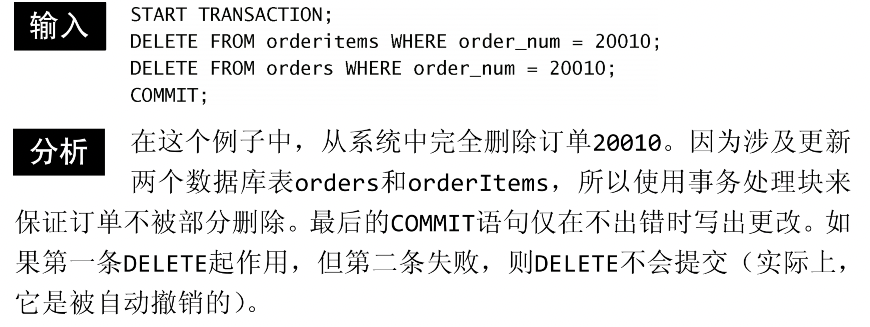 输入
START TRANSACTION;
DELETE FROM orderitems WHERE order_num = 20010;
DELETE FROM orders WHERE order_num = 20010;
COMMIT;
分析
在这个例子中，从系统中完全删除订单20010。因为涉及更新
两个数据库表orders和orderItems，所以使用事务处理块来
保证订单不被部分删除。最后的COMMIT语句仅在不出错时写出更改。如
果第一条DELETE起作用，但第二条失败，则DELETE不会提交（实际上，
它是被自动撤销的）。